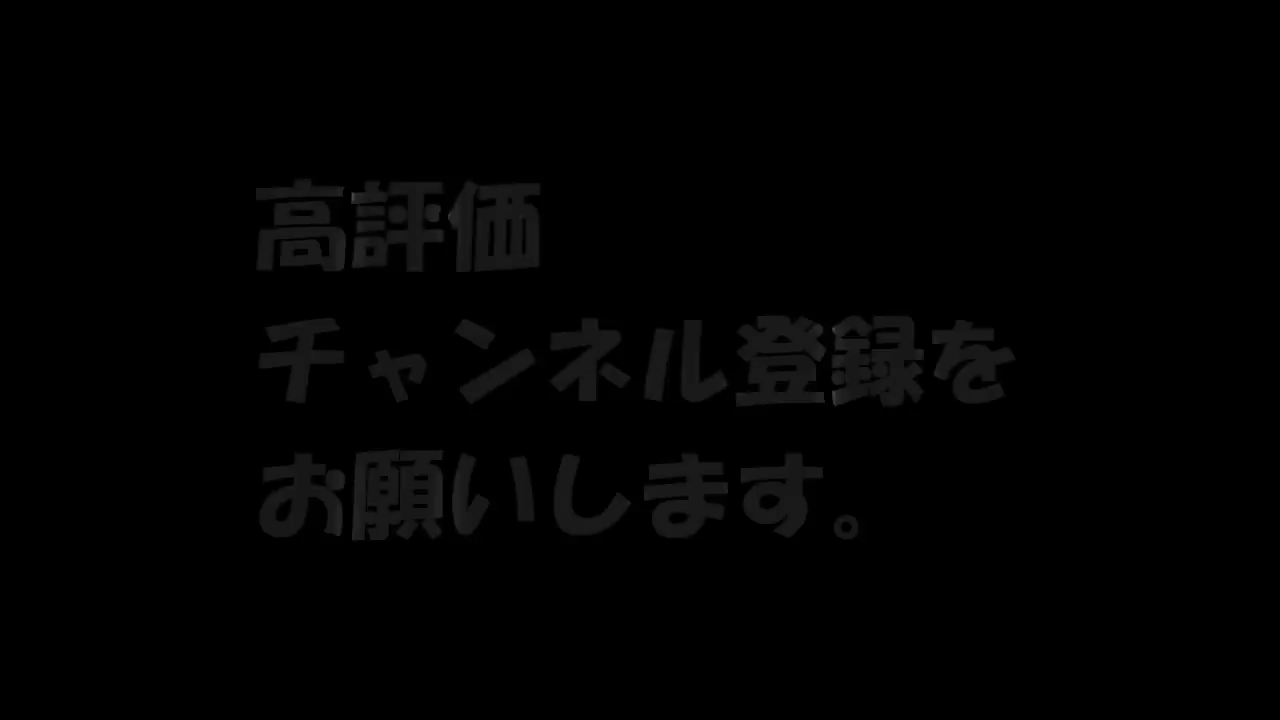 高評価
チャンネル登録を
お願いします。